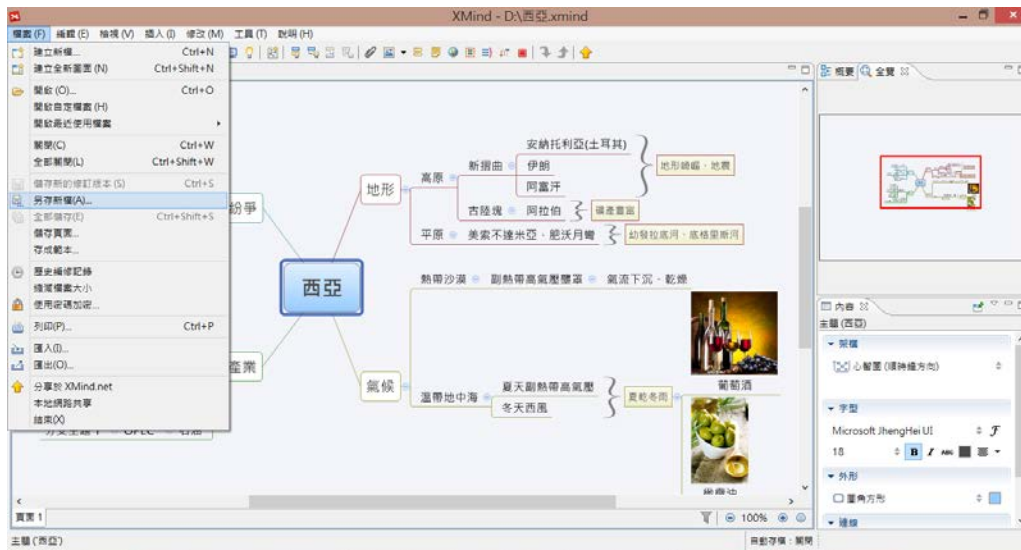 XMind - D:\西亞.xmind
檔案(F) 編輯(E) 檢視(V) 插入(I) 修改(M) 工具(T) 說明(H)
建立新檔... Ctrl+N
建立全新圖面(N) Ctrl+Shift+N
開啟(O)... Ctrl+O
開啟自定檔案(H)
開啟最近使用檔案
關閉(C) Ctrl+W
全部關閉(L) Ctrl+Shift+W
儲存新的修訂版本(S) Ctrl+S
另存新檔(A)...
全部儲存(E) Ctrl+Shift+S
儲存頁面...
存成範本...
歷史編修記錄
縮減檔案大小
使用密碼加密...
列印(P)... Ctrl+P
匯入(I)...
匯出(O)...
分享於 XMind.net
本地網路共享
結束(X)
紛爭
產業
分支主題 1 OPEC 石油
西亞
地形
高原
新摺曲
安納托利亞(土耳其)
伊朗
阿富汗
地形崎嶇、地震
古陸塊 阿拉伯 礦產豐富
平原 美索不達米亞、肥沃月彎 幼發拉底河、底格里斯河
氣候
熱帶沙漠 副熱帶高氣壓壟罩 氣流下沉、乾燥
溫帶地中海
夏天副熱帶高氣壓
冬天西風
夏乾冬雨
葡萄酒
橄欖油
頁面 1
100%
主題('西亞')
自動存檔：關閉
概要 全覽
內容
主題 (西亞)
架構
心智圖 (順時鐘方向)
字型
Microsoft JhengHei UI
18 B I ABC
外形
圓角方形
連線